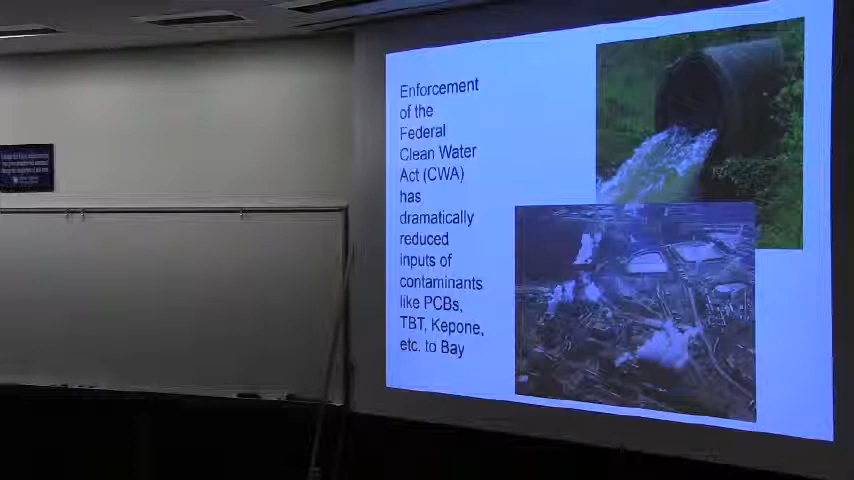 Enforcement
of the
Federal
Clean Water
Act (CWA)
has
dramatically
reduced
inputs of
contaminants
like PCBs,
TBT, Kepone,
etc. to Bay